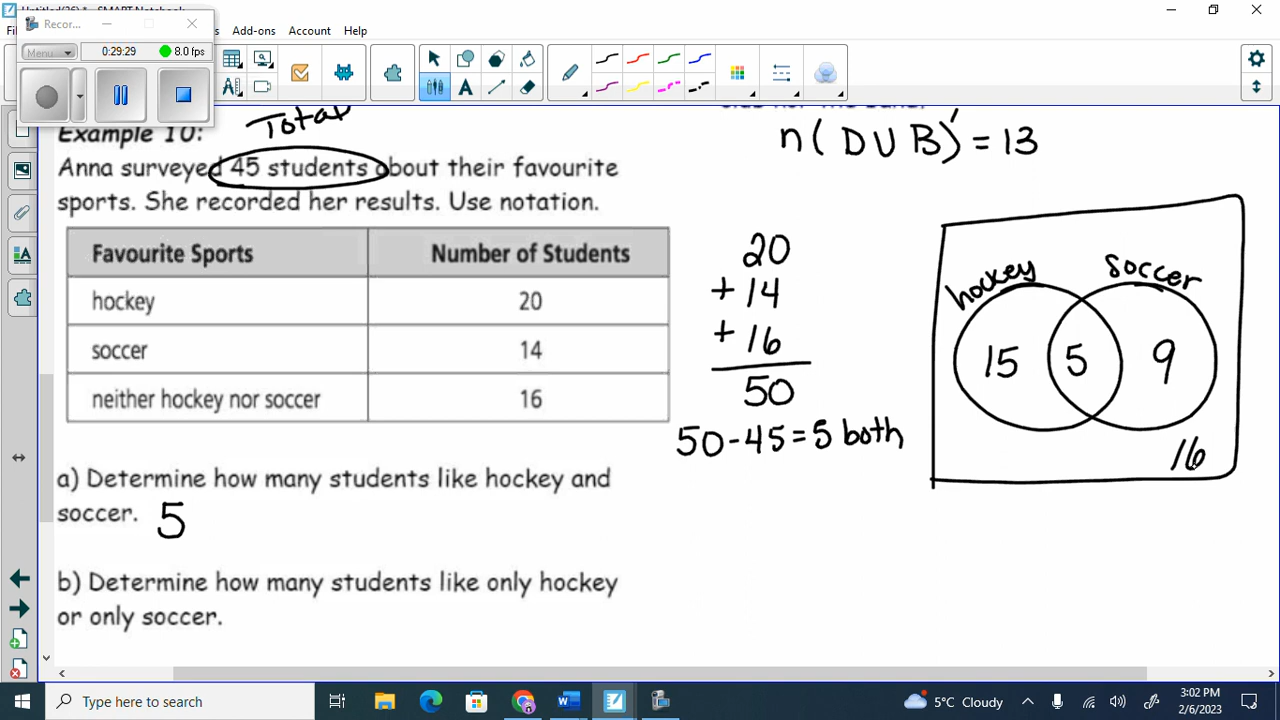 Recor...
Menu
0:29:29
8.0 fps
Add-ons Account Help
Example 10:
Total
Anna surveyed 45 students about their favourite
sports. She recorded her results. Use notation.
Favourite Sports Number of Students
hockey 20
soccer 14
neither hockey nor soccer 16
a) Determine how many students like hockey and
soccer. 5
b) Determine how many students like only hockey
or only soccer.
n( D U B)' = 13
20
+ 14
+ 16
50
50-45=5 both
hockey soccer
15 5 9
16
Type here to search
5°C Cloudy
3:02 PM
2/6/2023